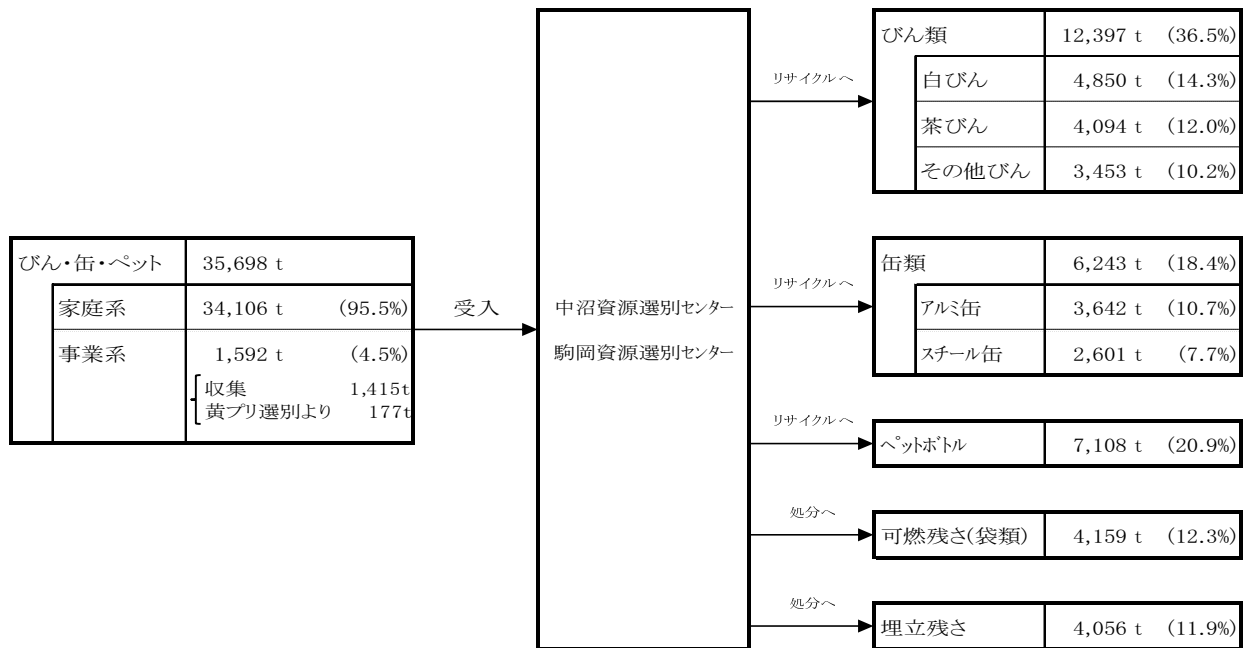 びん・缶・ペット 35,698 t
家庭系 34,106 t (95.5%)
事業系 1,592 t (4.5%)
収集 1,415t
黄プリ選別より 177t
受入
中沼資源選別センター
駒岡資源選別センター
リサイクルへ
びん類 12,397 t (36.5%)
白びん 4,850 t (14.3%)
茶びん 4,094 t (12.0%)
その他びん 3,453 t (10.2%)
リサイクルへ
缶類 6,243 t (18.4%)
アルミ缶 3,642 t (10.7%)
スチール缶 2,601 t (7.7%)
リサイクルへ
ペットボトル 7,108 t (20.9%)
処分へ
可燃残さ(袋類) 4,159 t (12.3%)
処分へ
埋立残さ 4,056 t (11.9%)